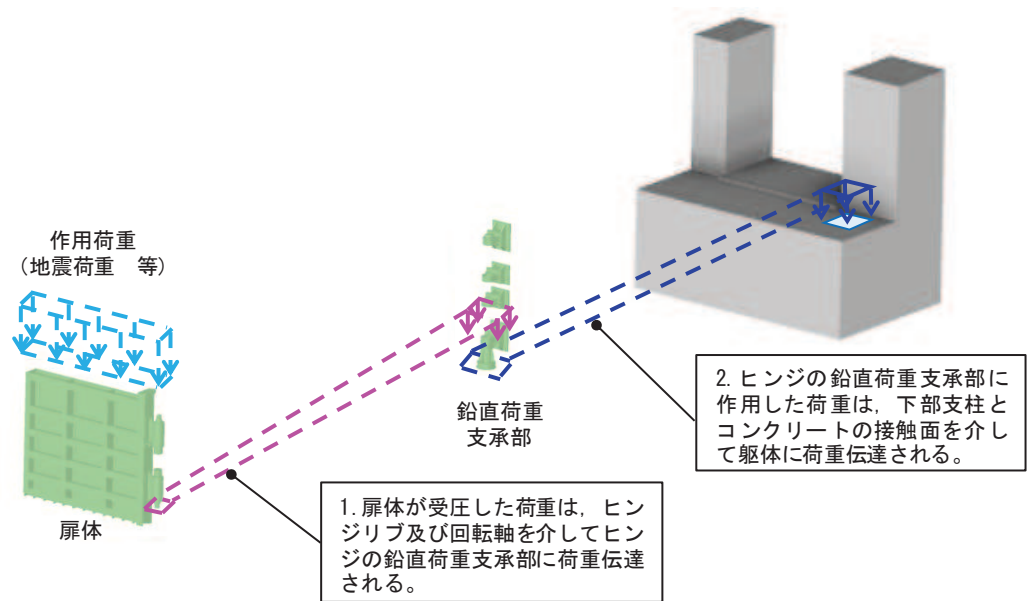 作用荷重
（地震荷重　等）
扉体
鉛直荷重
支承部
1. 扉体が受圧した荷重は，ヒン
ジリブ及び回転軸を介してヒン
ジの鉛直荷重支承部に荷重伝達
される。
2. ヒンジの鉛直荷重支承部に
作用した荷重は，下部支柱と
コンクリートの接触面を介し
て躯体に荷重伝達される。